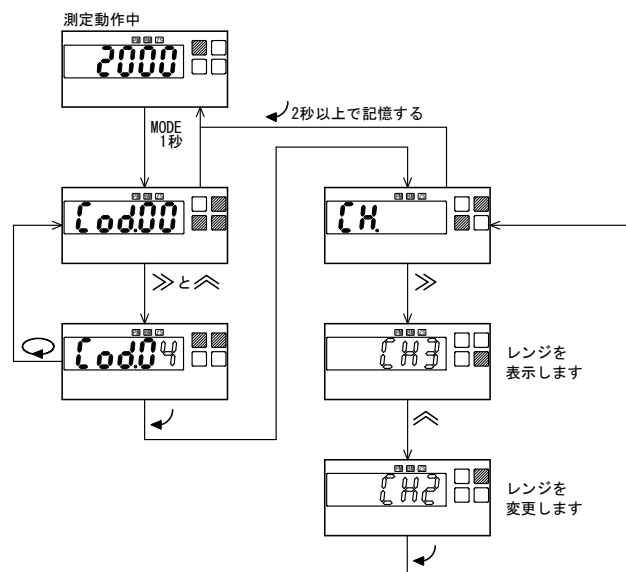 測定動作中
2000
MODE
1秒
2秒以上で記憶する
Cod.00
CH.
≫と︽
≫
Cod.04
CH3
レンジを
表示します
︽
CH2
レンジを
変更します